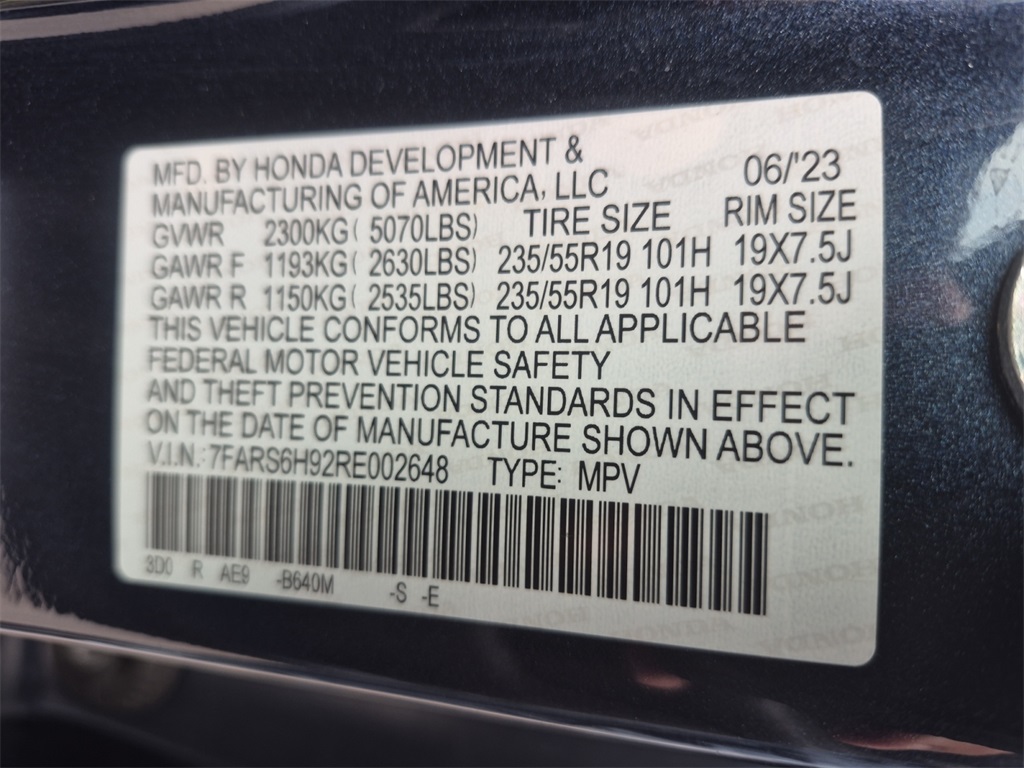 MFD. BY HONDA DEVELOPMENT & 06/'23
MANUFACTURING OF AMERICA, LLC
GVWR 2300KG( 5070LBS) TIRE SIZE RIM SIZE
GAWR F 1193KG( 2630LBS) 235/55R19 101H 19X7.5J
GAWR R 1150KG( 2535LBS) 235/55R19 101H 19X7.5J
THIS VEHICLE CONFORMS TO ALL APPLICABLE
FEDERAL MOTOR VEHICLE SAFETY
AND THEFT PREVENTION STANDARDS IN EFFECT
ON THE DATE OF MANUFACTURE SHOWN ABOVE.
V.I.N.: 7FARS6H92RE002648 TYPE: MPV
3D0 R AE9 -B640M -S -E